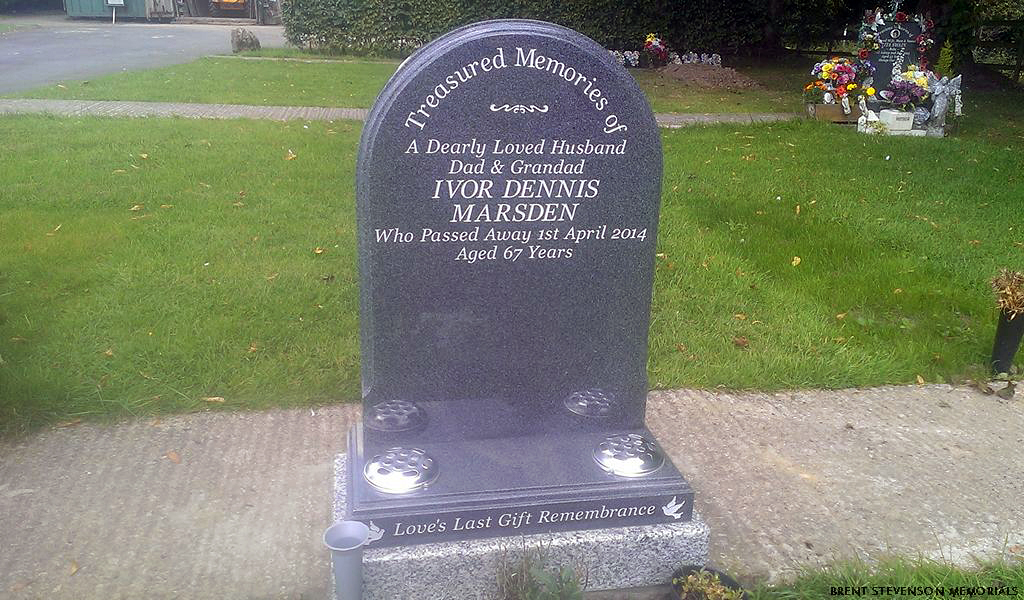 Treasured Memories of
A Dearly Loved Husband
Dad & Grandad
IVOR DENNIS
MARSDEN
Who Passed Away 1st April 2014
Aged 67 Years
Love's Last Gift Remembrance
BRENT STEVENSON MEMORIALS